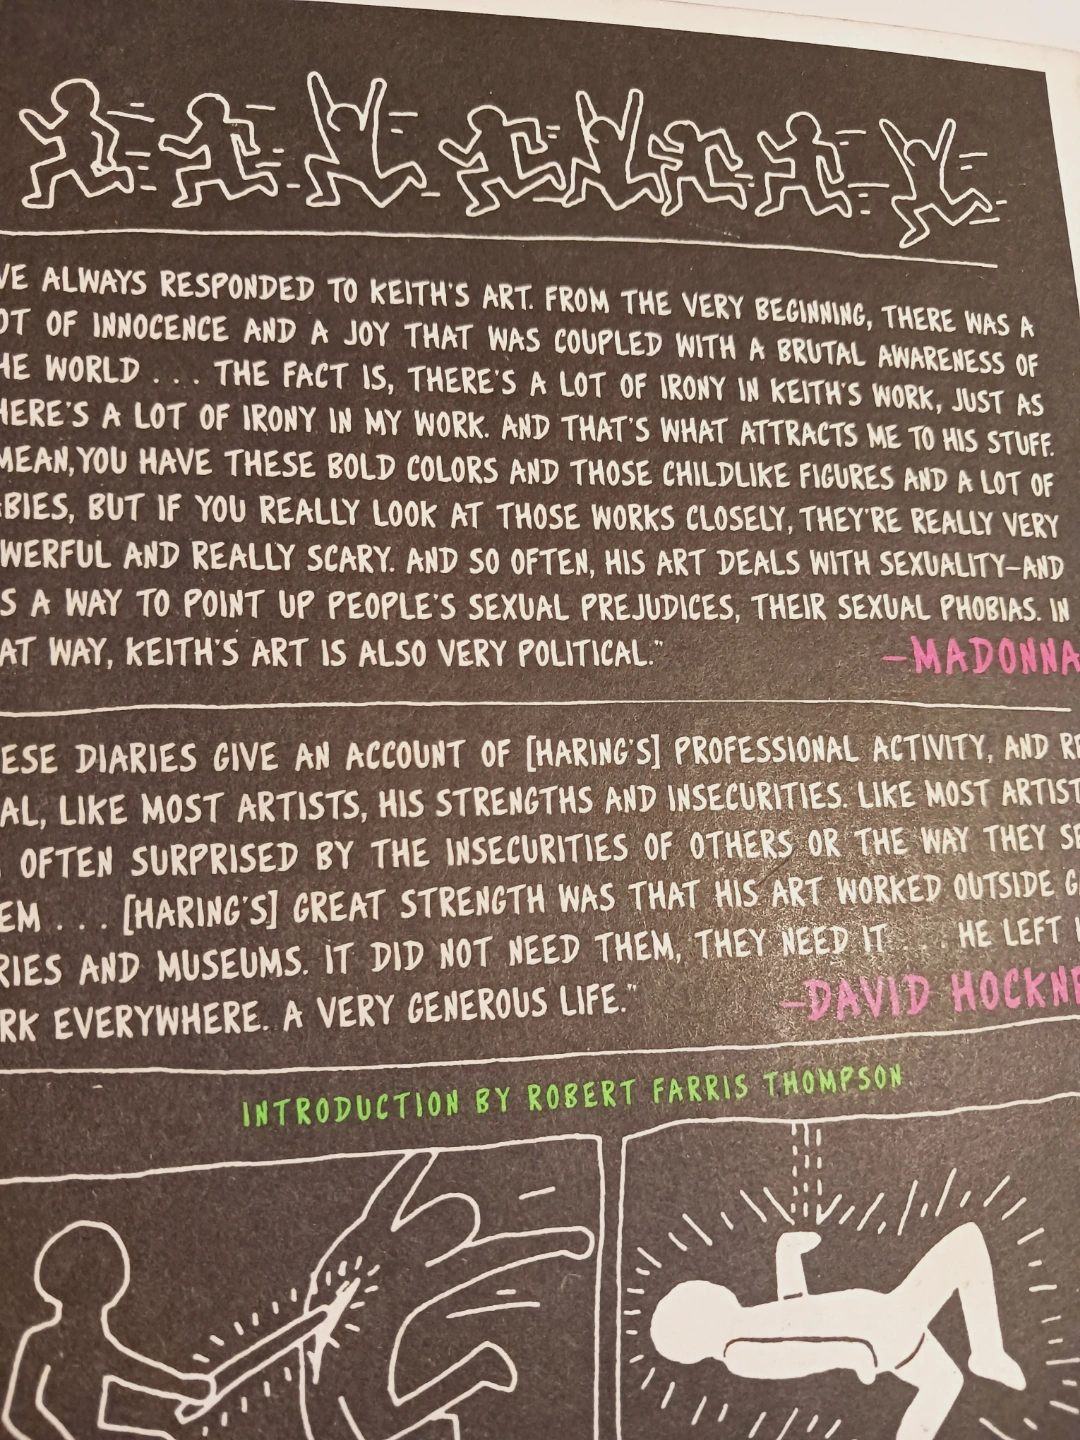 VE ALWAYS RESPONDED TO KEITH'S ART. FROM THE VERY BEGINNING, THERE WAS A
OT OF INNOCENCE AND A JOY THAT WAS COUPLED WITH A BRUTAL AWARENESS OF
HE WORLD . . . THE FACT IS, THERE'S A LOT OF IRONY IN KEITH'S WORK, JUST AS
HERE'S A LOT OF IRONY IN MY WORK. AND THAT'S WHAT ATTRACTS ME TO HIS STUFF.
MEAN, YOU HAVE THESE BOLD COLORS AND THOSE CHILDLIKE FIGURES AND A LOT OF
BIES, BUT IF YOU REALLY LOOK AT THOSE WORKS CLOSELY, THEY'RE REALLY VERY
WERFUL AND REALLY SCARY. AND SO OFTEN, HIS ART DEALS WITH SEXUALITY—AND
S A WAY TO POINT UP PEOPLE'S SEXUAL PREJUDICES, THEIR SEXUAL PHOBIAS. IN
AT WAY, KEITH'S ART IS ALSO VERY POLITICAL."
—MADONNA
ESE DIARIES GIVE AN ACCOUNT OF [HARING'S] PROFESSIONAL ACTIVITY, AND RE
AL, LIKE MOST ARTISTS, HIS STRENGTHS AND INSECURITIES. LIKE MOST ARTIST
OFTEN SURPRISED BY THE INSECURITIES OF OTHERS OR THE WAY THEY SE
EM . . . [HARING'S] GREAT STRENGTH WAS THAT HIS ART WORKED OUTSIDE G
RIES AND MUSEUMS. IT DID NOT NEED THEM, THEY NEED IT . . . HE LEFT
RK EVERYWHERE. A VERY GENEROUS LIFE."
—DAVID HOCKNE
INTRODUCTION BY ROBERT FARRIS THOMPSON